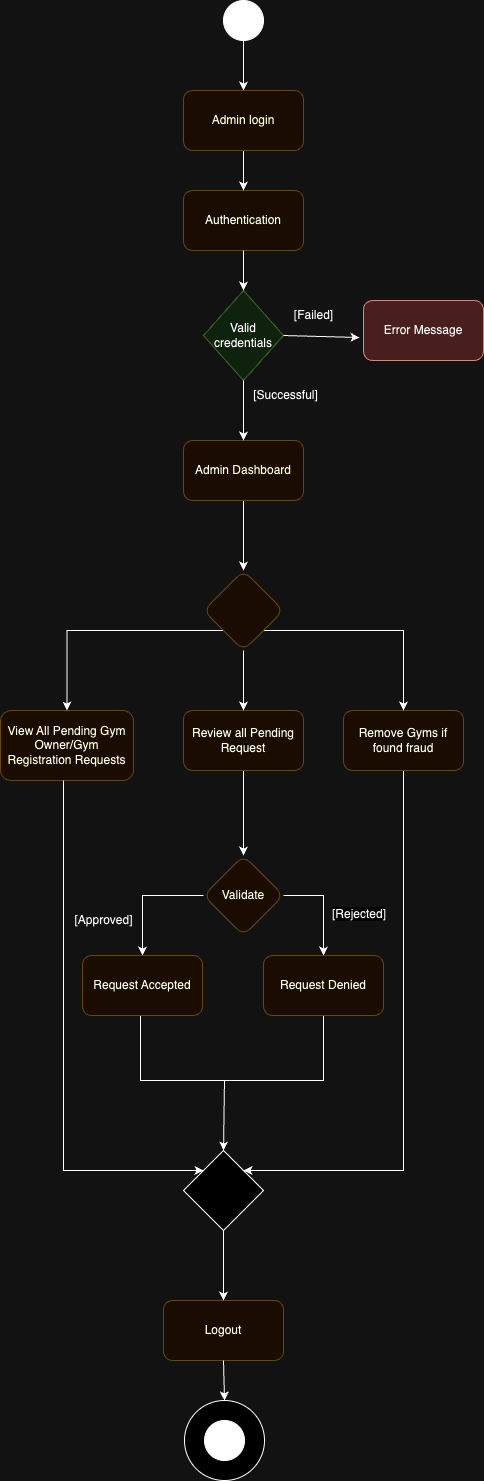 Admin login
Authentication
Valid
credentials
[Failed]
Error Message
[Successful]
Admin Dashboard
View All Pending Gym
Owner/Gym
Registration Requests
Review all Pending
Request
Remove Gyms if
found fraud
Validate
[Approved]
[Rejected]
Request Accepted
Request Denied
Logout